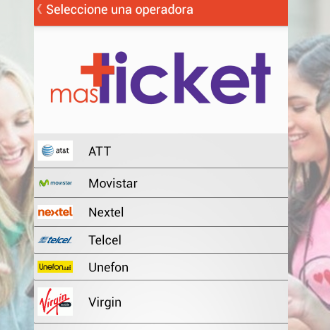 Seleccione una operadora
mas ticket
at&t ATT
movistar Movistar
nextel Nextel
telcel Telcel
Unefon Unefon
Virgin Virgin